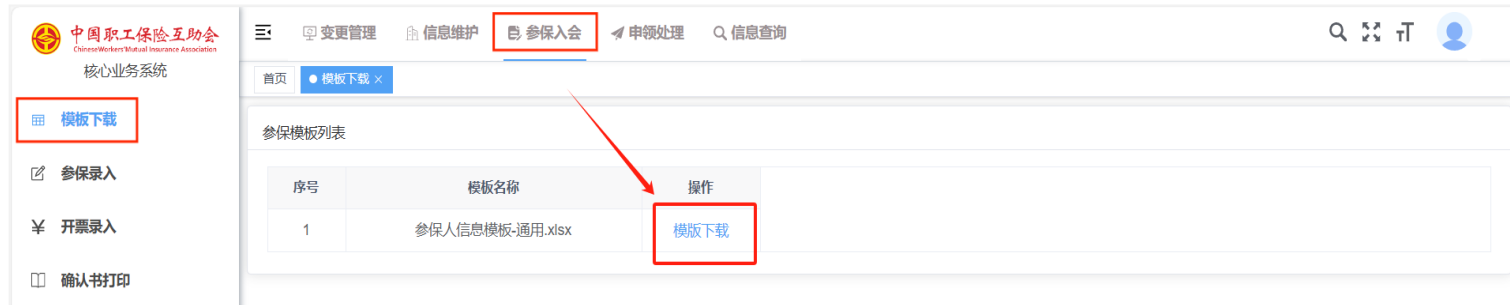 中国职工保险互助会
ChineseWorkers'Mutual Insurance Association
核心业务系统
变更管理 信息维护 参保入会 申领处理 信息查询
首页 模板下载 ×
模板下载
参保录入
开票录入
确认书打印
参保模板列表
序号 模板名称 操作
1 参保人信息模板-通用.xlsx 模版下载